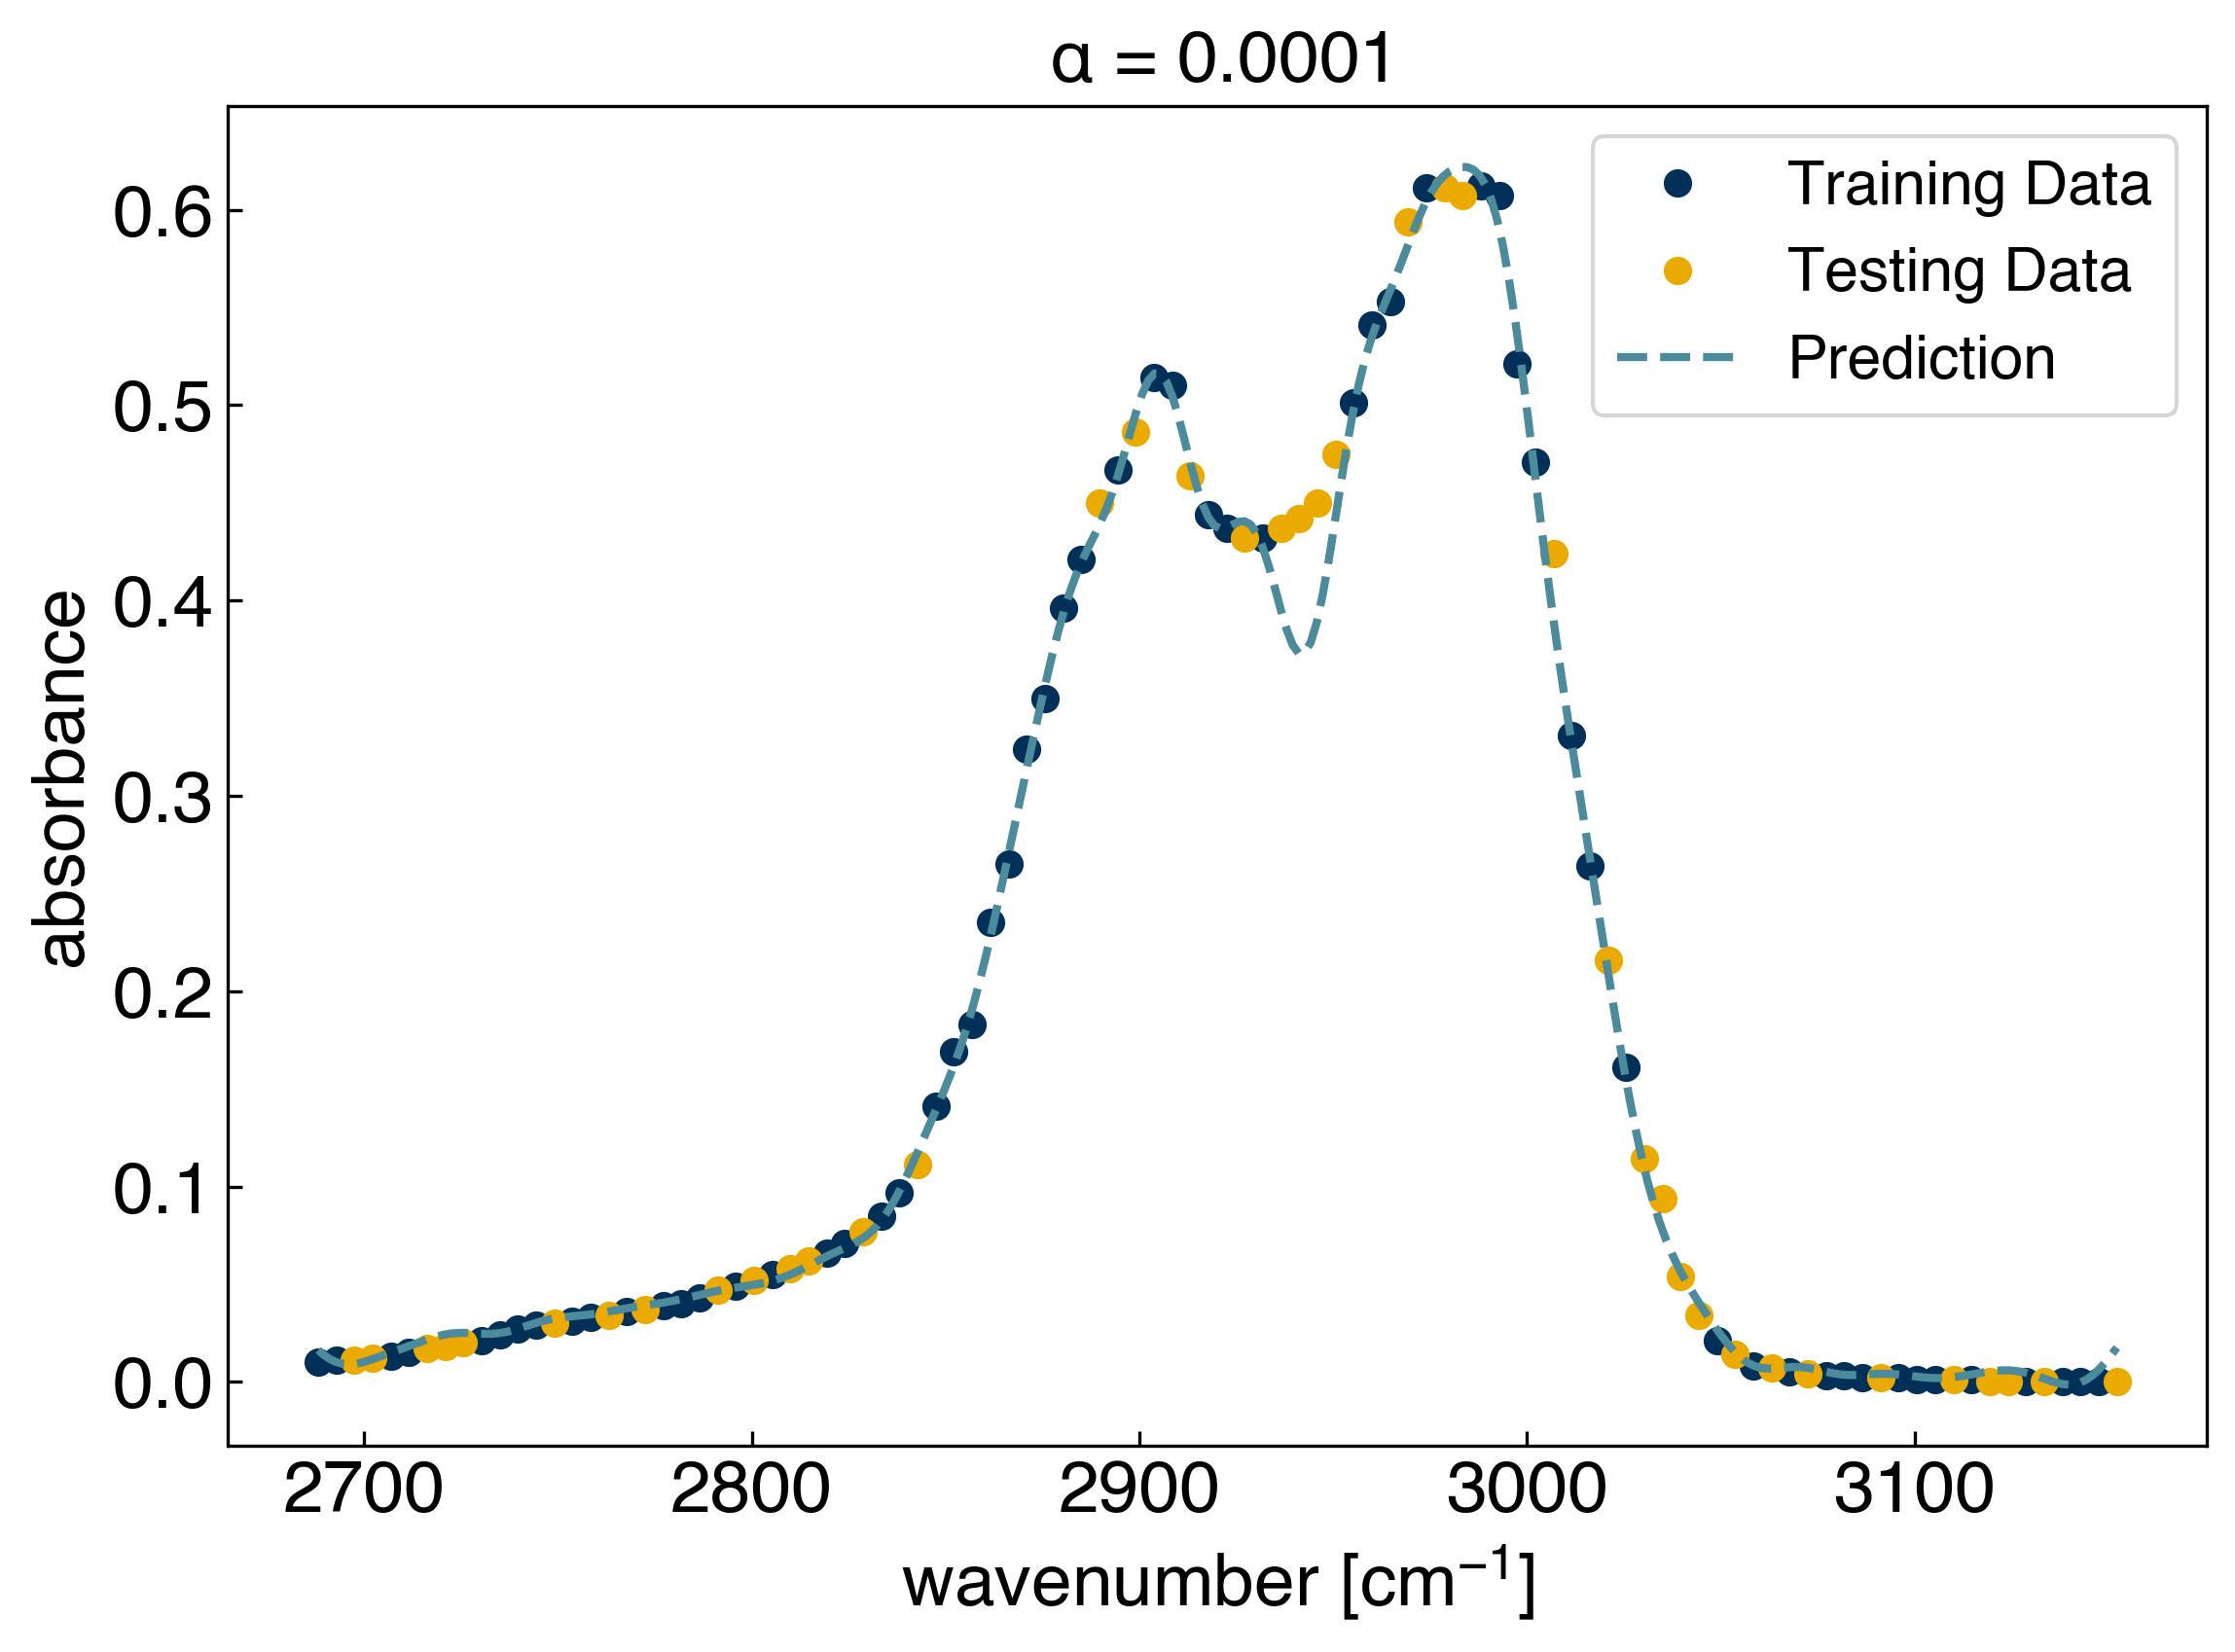 α = 0.0001
Training Data
Testing Data
Prediction
absorbance
0.6
0.5
0.4
0.3
0.2
0.1
0.0
2700 2800 2900 3000 3100
wavenumber [cm⁻¹]